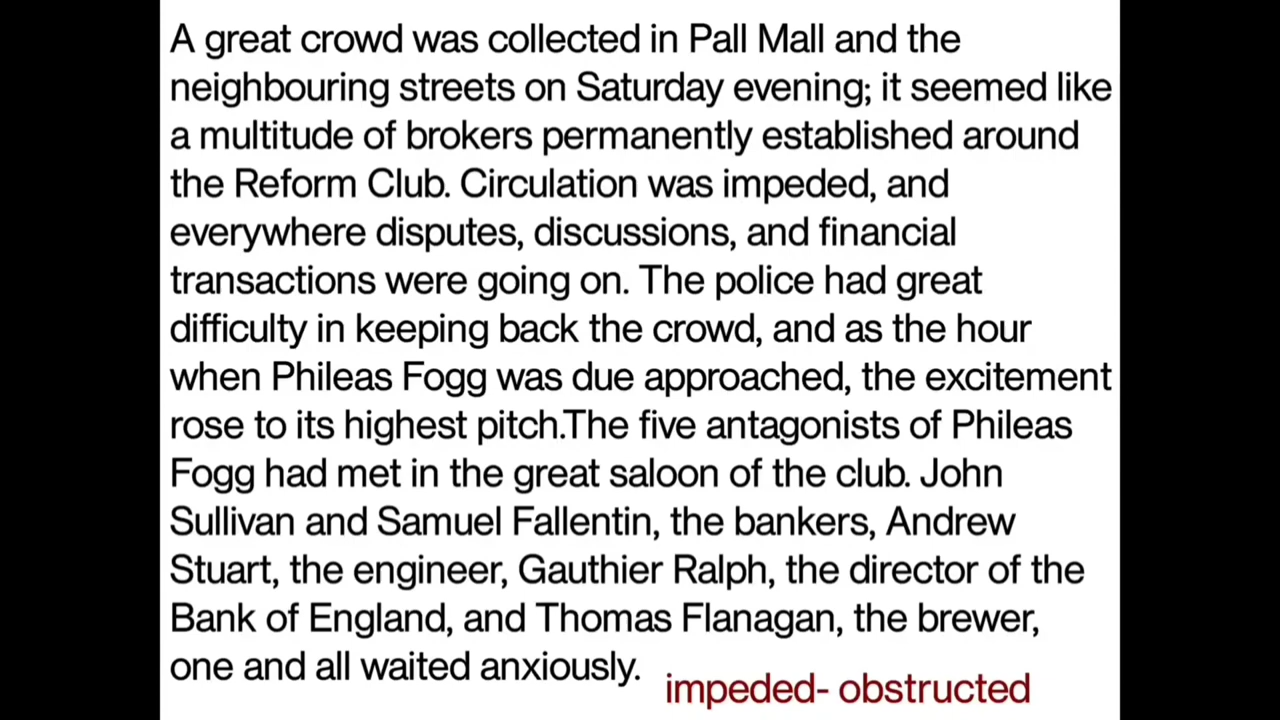 A great crowd was collected in Pall Mall and the
neighbouring streets on Saturday evening; it seemed like
a multitude of brokers permanently established around
the Reform Club. Circulation was impeded, and
everywhere disputes, discussions, and financial
transactions were going on. The police had great
difficulty in keeping back the crowd, and as the hour
when Phileas Fogg was due approached, the excitement
rose to its highest pitch.The five antagonists of Phileas
Fogg had met in the great saloon of the club. John
Sullivan and Samuel Fallentin, the bankers, Andrew
Stuart, the engineer, Gauthier Ralph, the director of the
Bank of England, and Thomas Flanagan, the brewer,
one and all waited anxiously.
impeded- obstructed